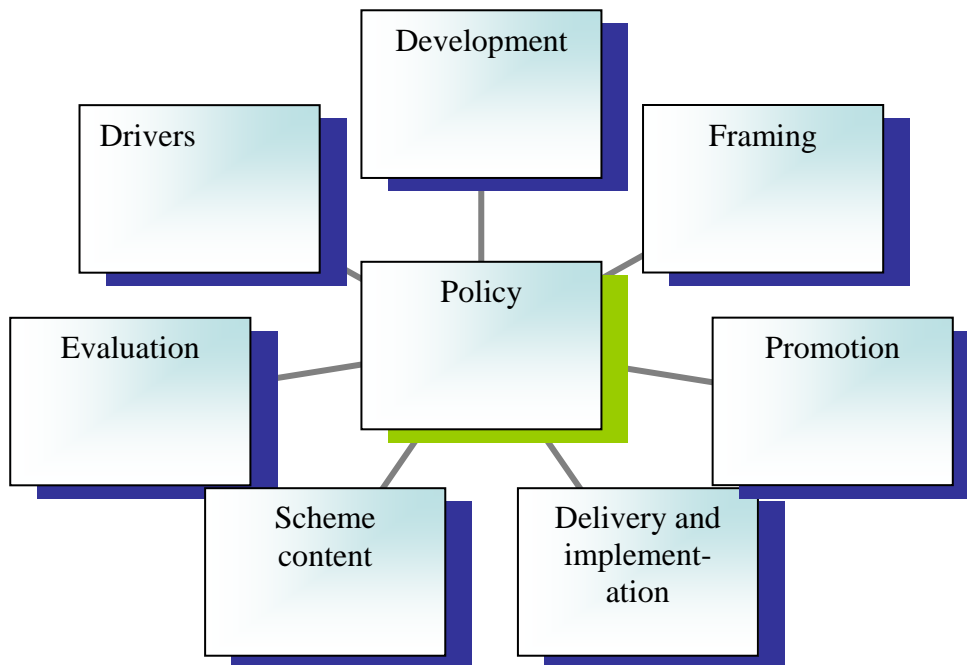 Development
Drivers
Framing
Policy
Evaluation
Promotion
Scheme
content
Delivery and
implement-
ation